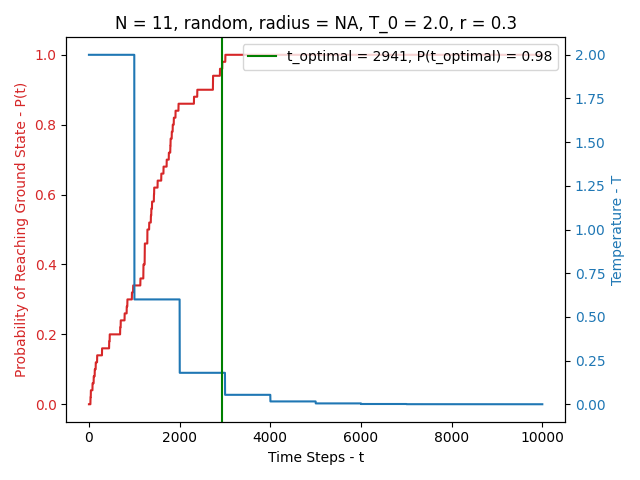 N = 11, random, radius = NA, T_0 = 2.0, r = 0.3
t_optimal = 2941, P(t_optimal) = 0.98
Probability of Reaching Ground State - P(t)
1.0
0.8
0.6
0.4
0.2
0.0
2.00
1.75
1.50
1.25
1.00
0.75
0.50
0.25
0.00
Temperature - T
0 2000 4000 6000 8000 10000
Time Steps - t